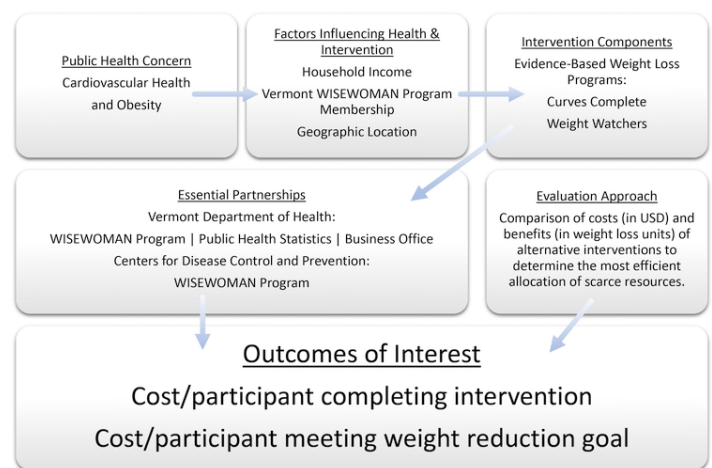 Public Health Concern
Cardiovascular Health
and Obesity
Factors Influencing Health &
Intervention
Household Income
Vermont WISEWOMAN Program
Membership
Geographic Location
Intervention Components
Evidence-Based Weight Loss
Programs:
Curves Complete
Weight Watchers
Essential Partnerships
Vermont Department of Health:
WISEWOMAN Program | Public Health Statistics | Business Office
Centers for Disease Control and Prevention:
WISEWOMAN Program
Evaluation Approach
Comparison of costs (in USD) and
benefits (in weight loss units) of
alternative interventions to
determine the most efficient
allocation of scarce resources.
Outcomes of Interest
Cost/participant completing intervention
Cost/participant meeting weight reduction goal